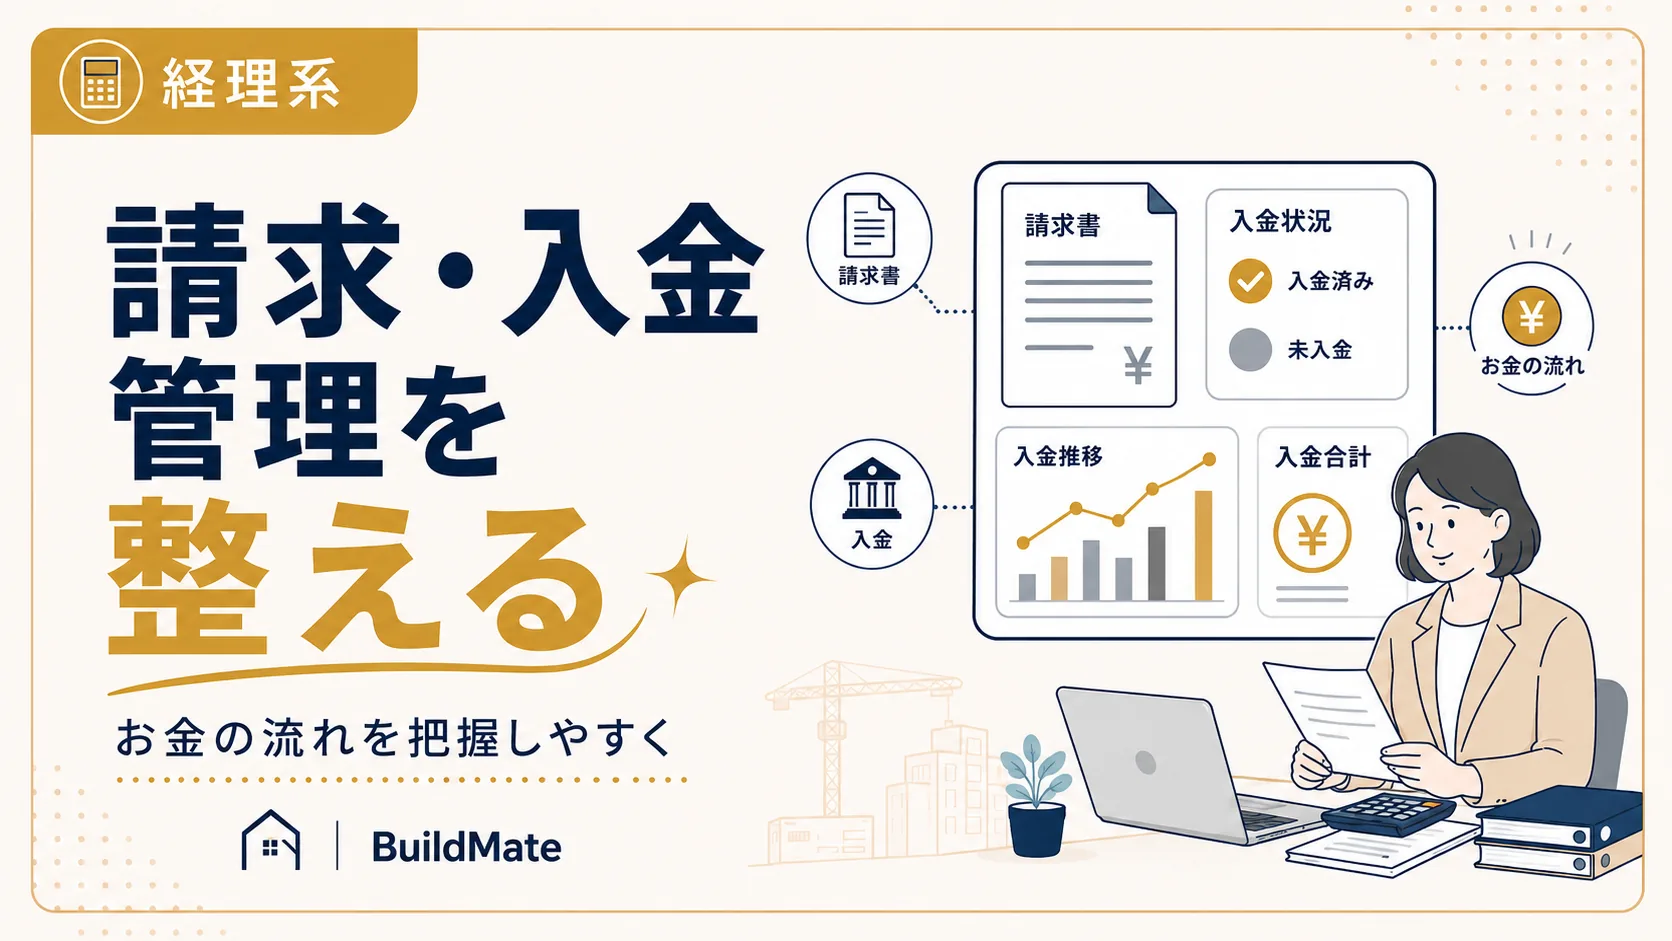 経理系
請求・入金
管理を
整える
お金の流れを把握しやすく
BuildMate
請求書
入金
請求書
¥
入金状況
入金済み
未入金
入金推移
入金合計
¥
¥
お金の流れ